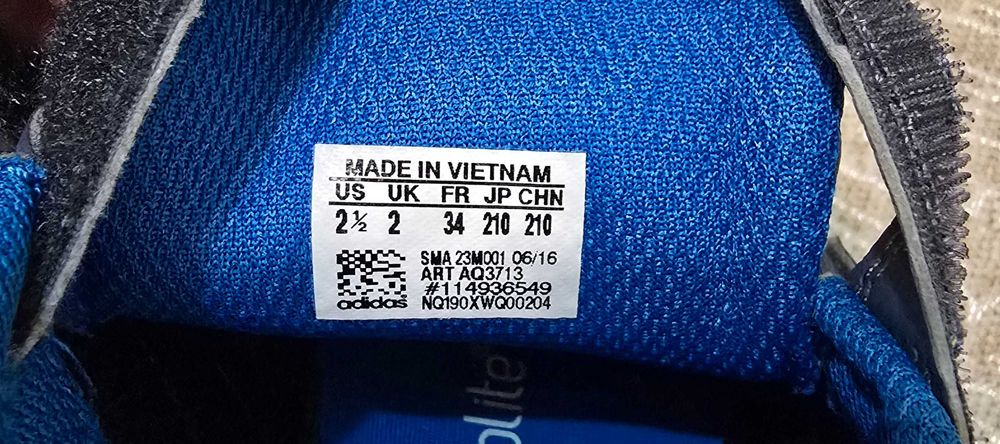 MADE IN VIETNAM
US UK FR JP CHN
2½ 2 34 210 210
SMA 23M001 06/16
ART AQ3713
#114936549
adidas NQ190XWQ00204
olite